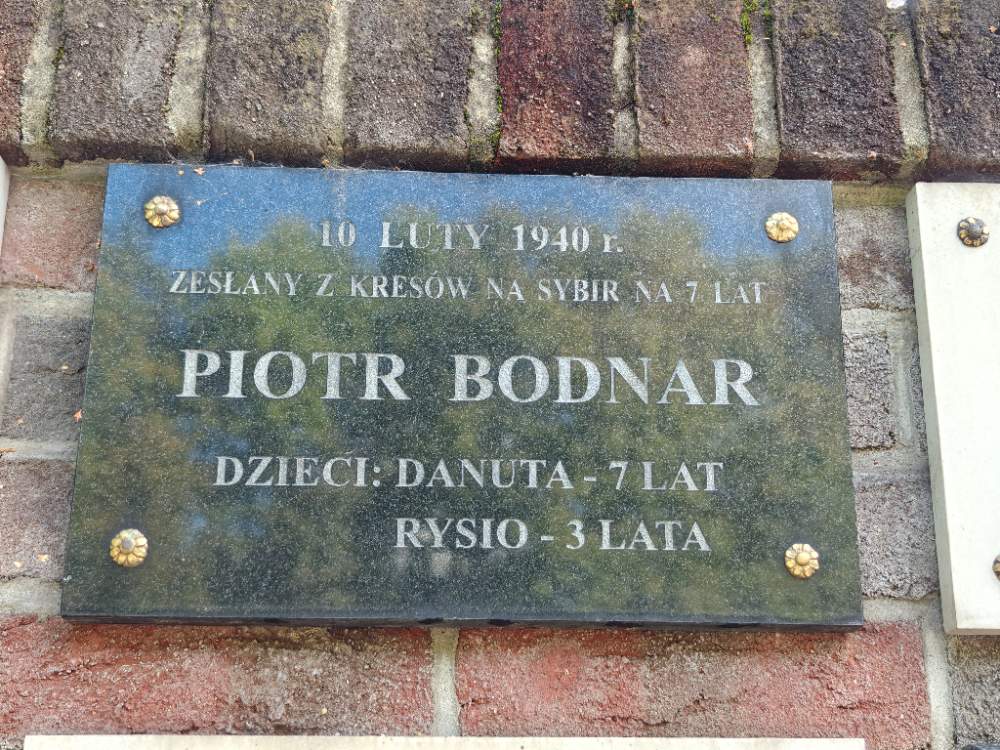 10 LUTY 1940 r.
ZESŁANY Z KRESÓW NA SYBIR NA 7 LAT
PIOTR BODNAR
DZIECI: DANUTA - 7 LAT
RYSIO - 3 LATA